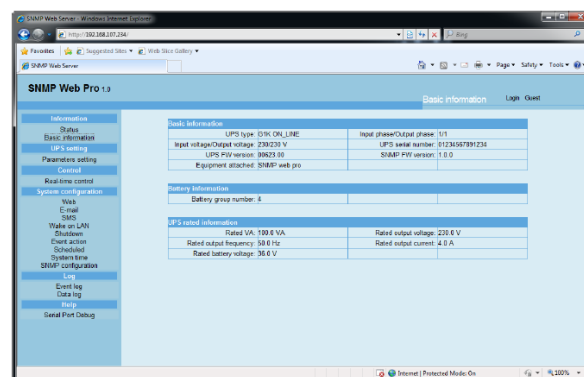 SNMP Web Server - Windows Internet Explorer
http://192.168.107.234/
Bing
Favorites Suggested Sites Web Slice Gallery
SNMP Web Server
Page Safety Tools
SNMP Web Pro 1.0
Basic information Login Guest
Information
Status
Basic information
UPS setting
Parameters setting
Control
Real-time control
System configuration
Web
E-mail
SMS
Wake on LAN
Shutdown
Event action
Scheduled
System time
SNMP configuration
Log
Event log
Data log
Help
Serial Port Debug
Basic information
UPS type: G1K ON_LINE Input phase/Output phase: 1/1
Input voltage/Output voltage: 230/230 V UPS serial number: 01234567891234
UPS FW version: 00623.00 SNMP FW version: 1.0.0
Equipment attached: SNMP web pro
Battery information
Battery group number: 4
UPS rated information
Rated VA: 100.0 VA Rated output voltage: 230.0 V
Rated output frequency: 50.0 Hz Rated output current: 4.0 A
Rated battery voltage: 36.0 V
Internet | Protected Mode: On 100%